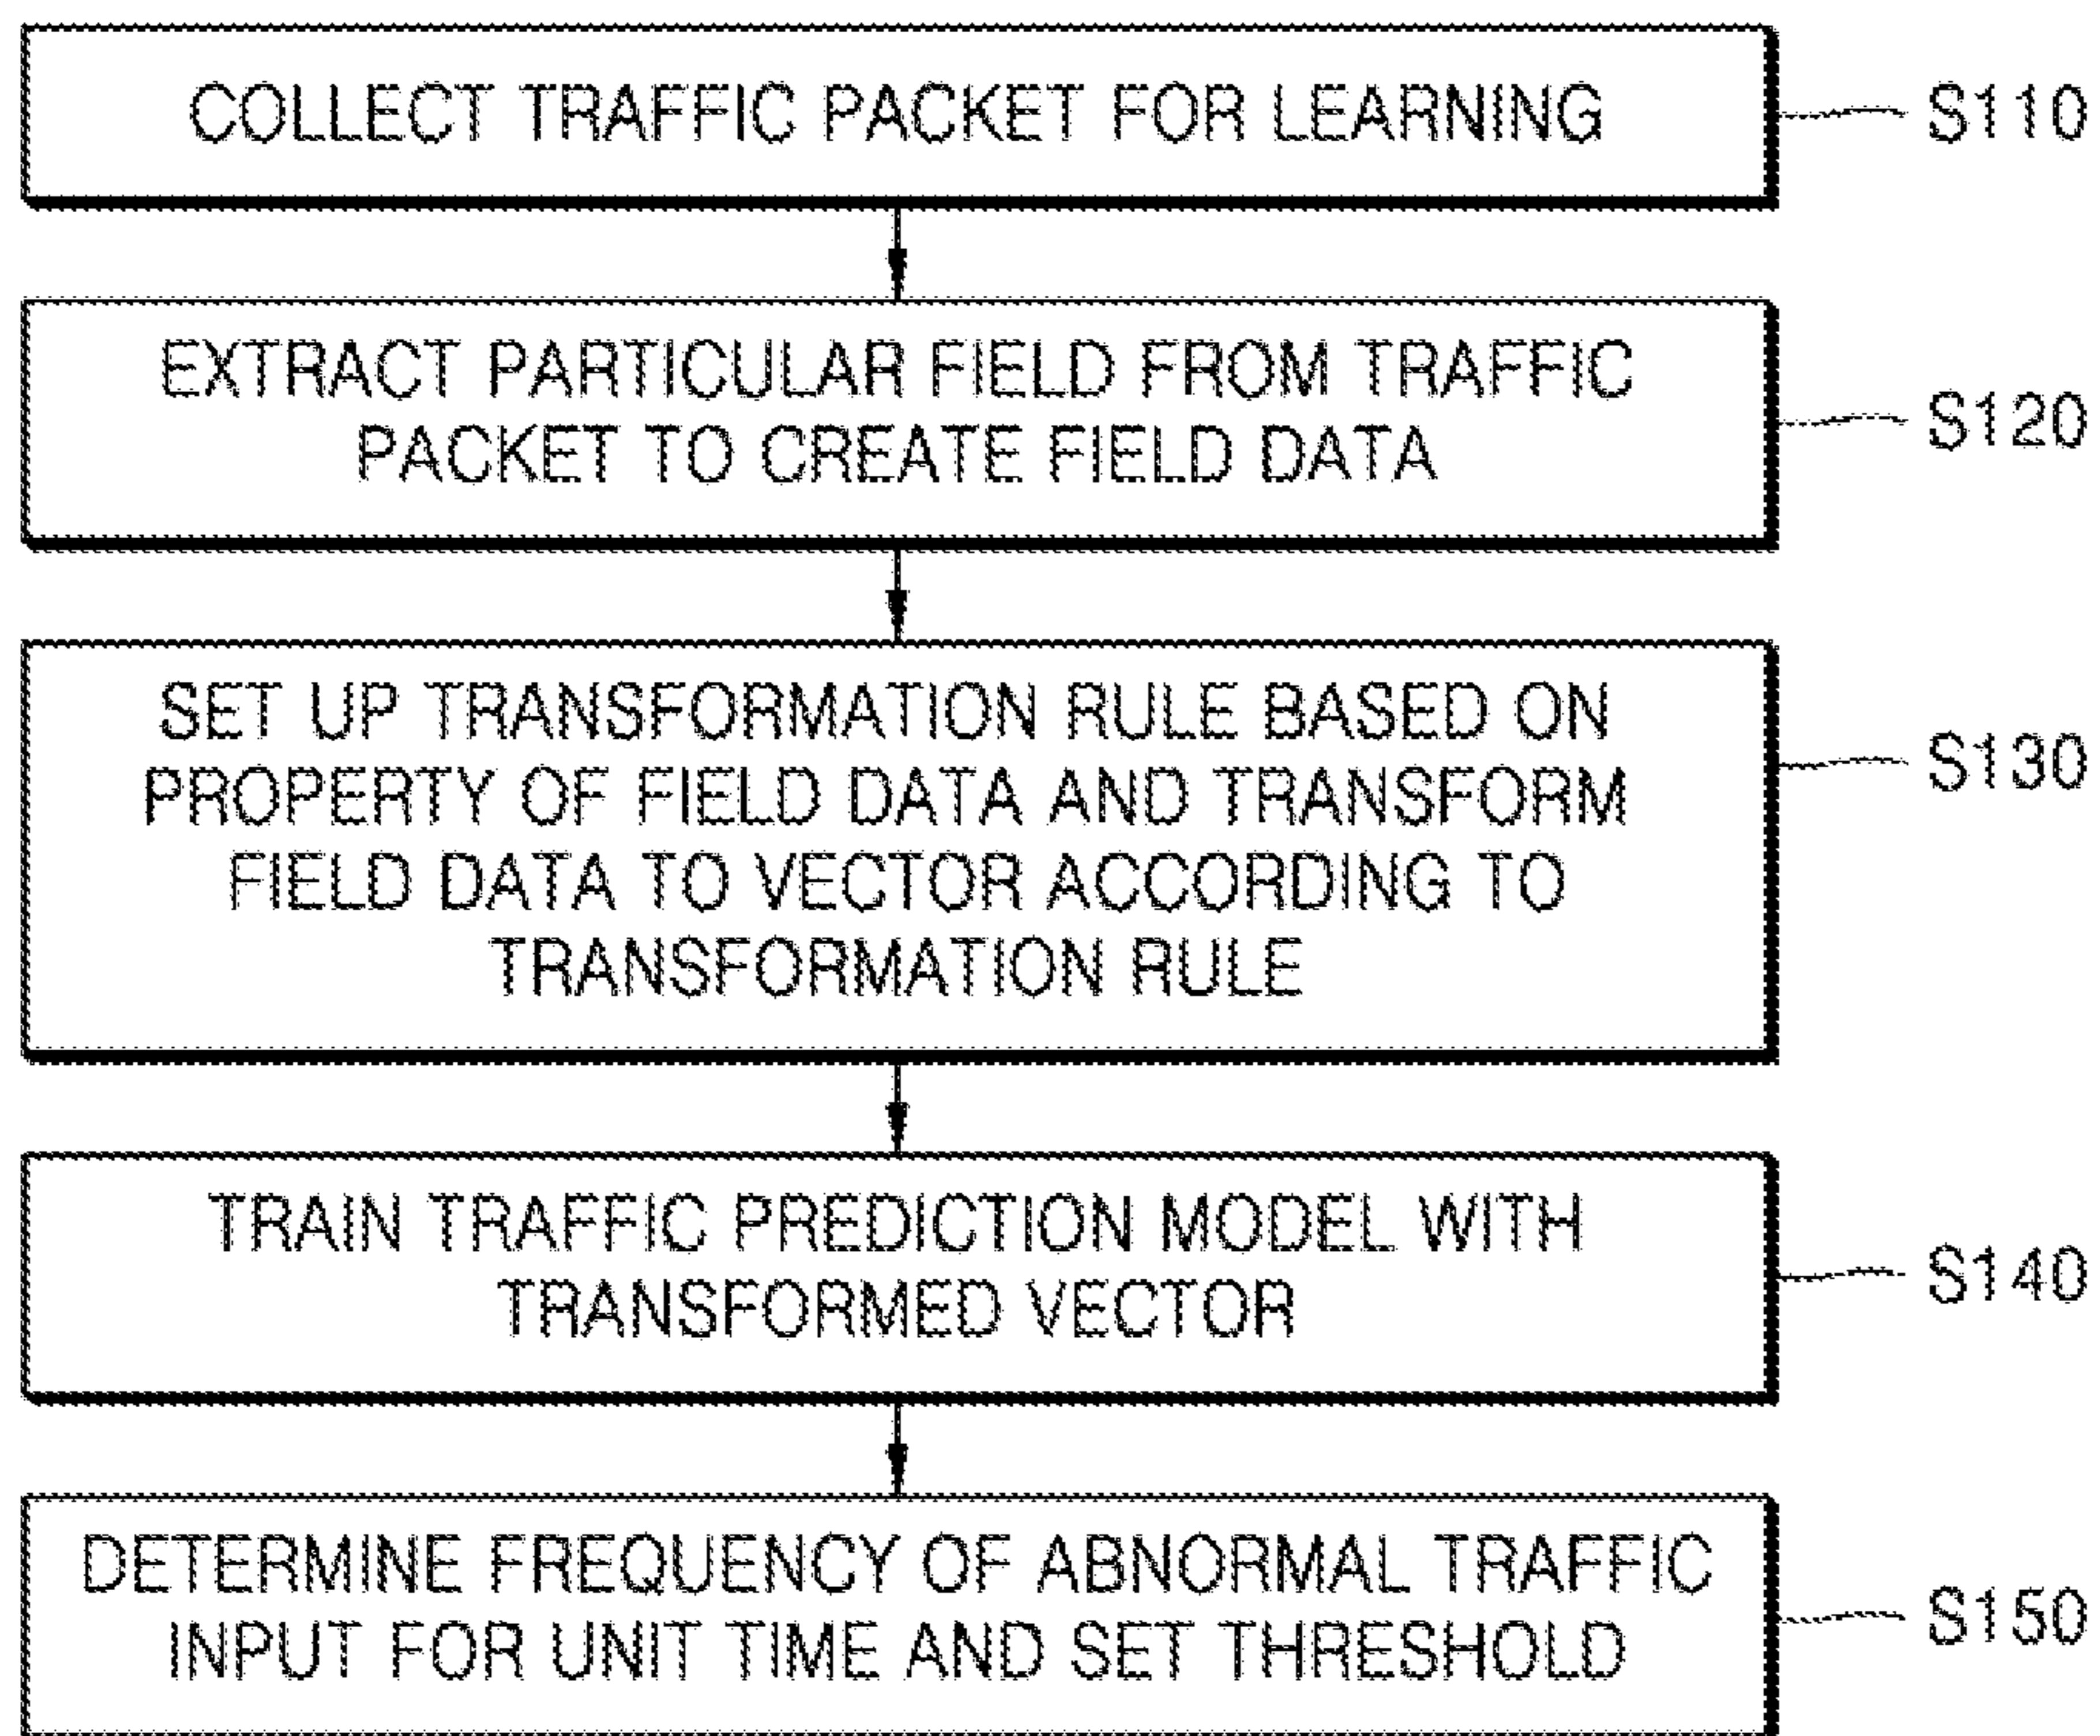 COLLECT TRAFFIC PACKET FOR LEARNING
S110
EXTRACT PARTICULAR FIELD FROM TRAFFIC
PACKET TO CREATE FIELD DATA
S120
SET UP TRANSFORMATION RULE BASED ON
PROPERTY OF FIELD DATA AND TRANSFORM
FIELD DATA TO VECTOR ACCORDING TO
TRANSFORMATION RULE
S130
TRAIN TRAFFIC PREDICTION MODEL WITH
TRANSFORMED VECTOR
S140
DETERMINE FREQUENCY OF ABNORMAL TRAFFIC
INPUT FOR UNIT TIME AND SET THRESHOLD
S150